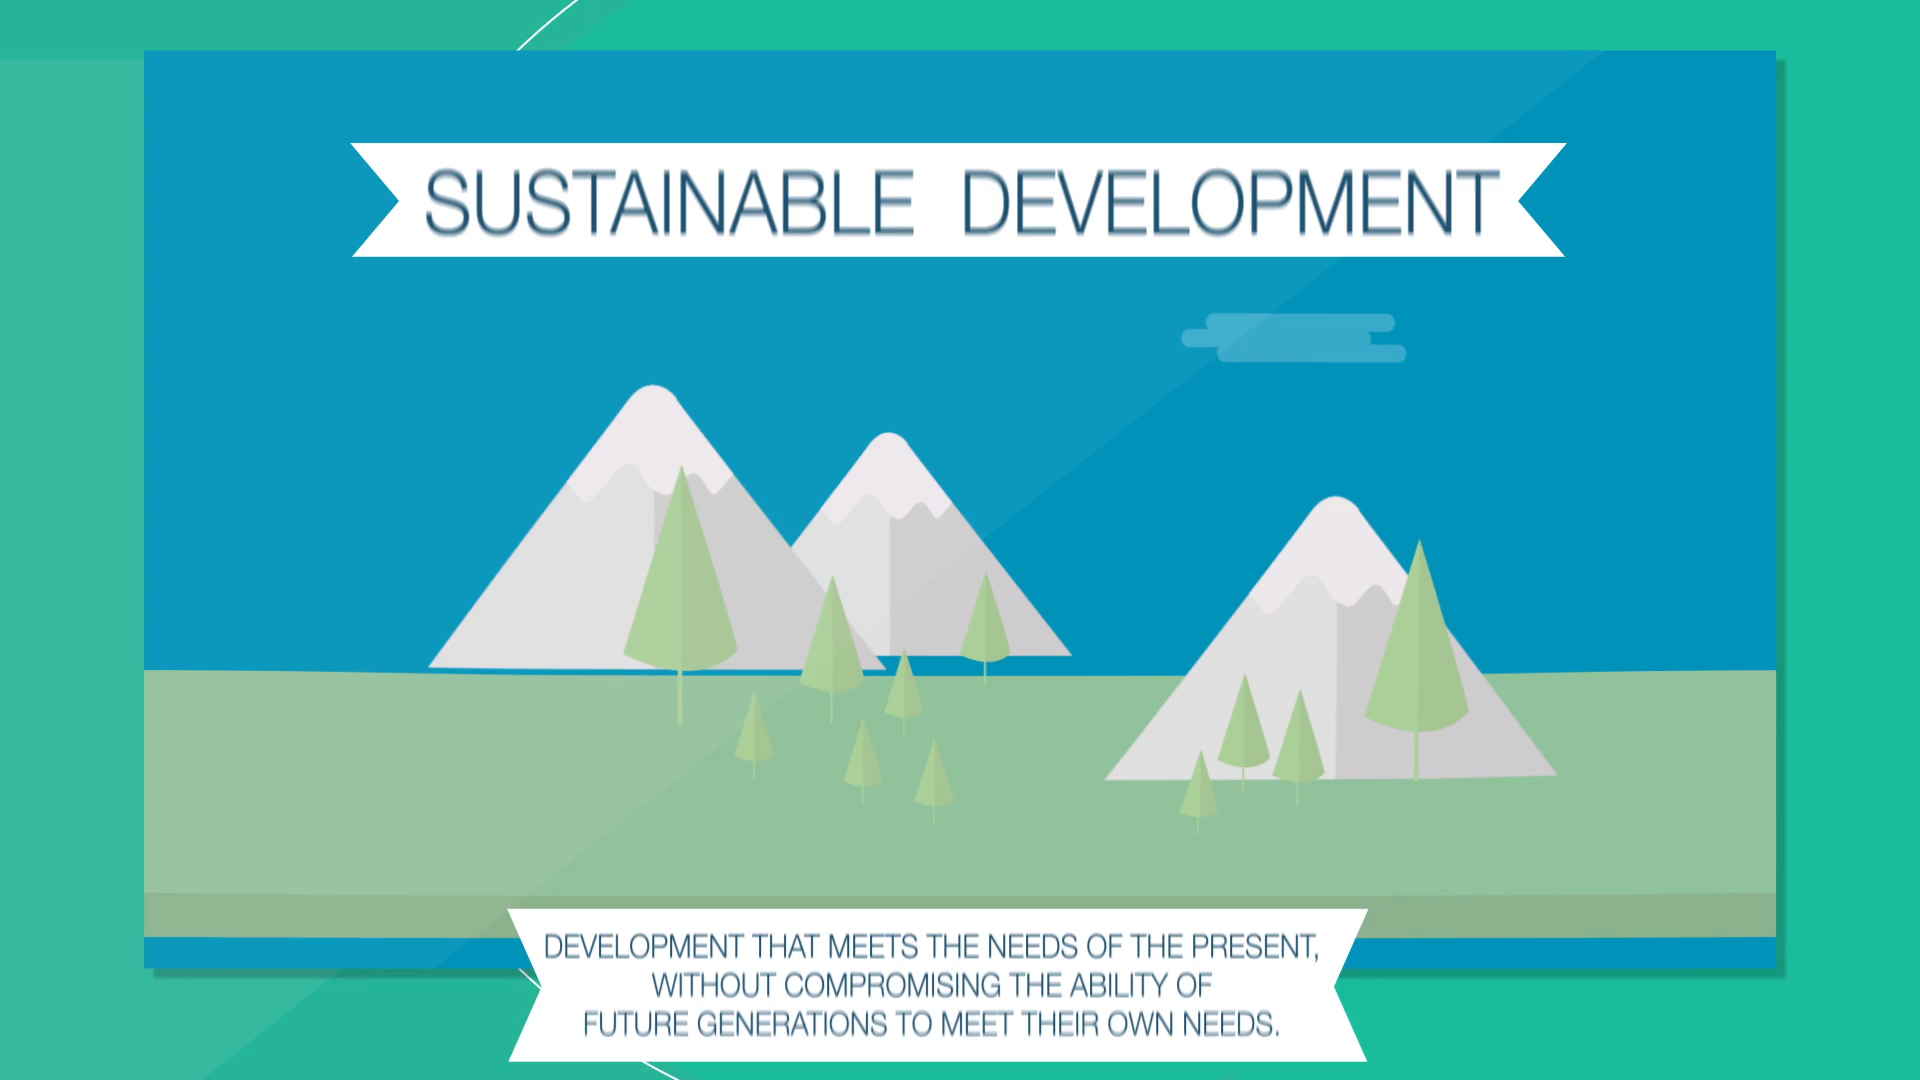 SUSTAINABLE DEVELOPMENT
DEVELOPMENT THAT MEETS THE NEEDS OF THE PRESENT,
WITHOUT COMPROMISING THE ABILITY OF
FUTURE GENERATIONS TO MEET THEIR OWN NEEDS.